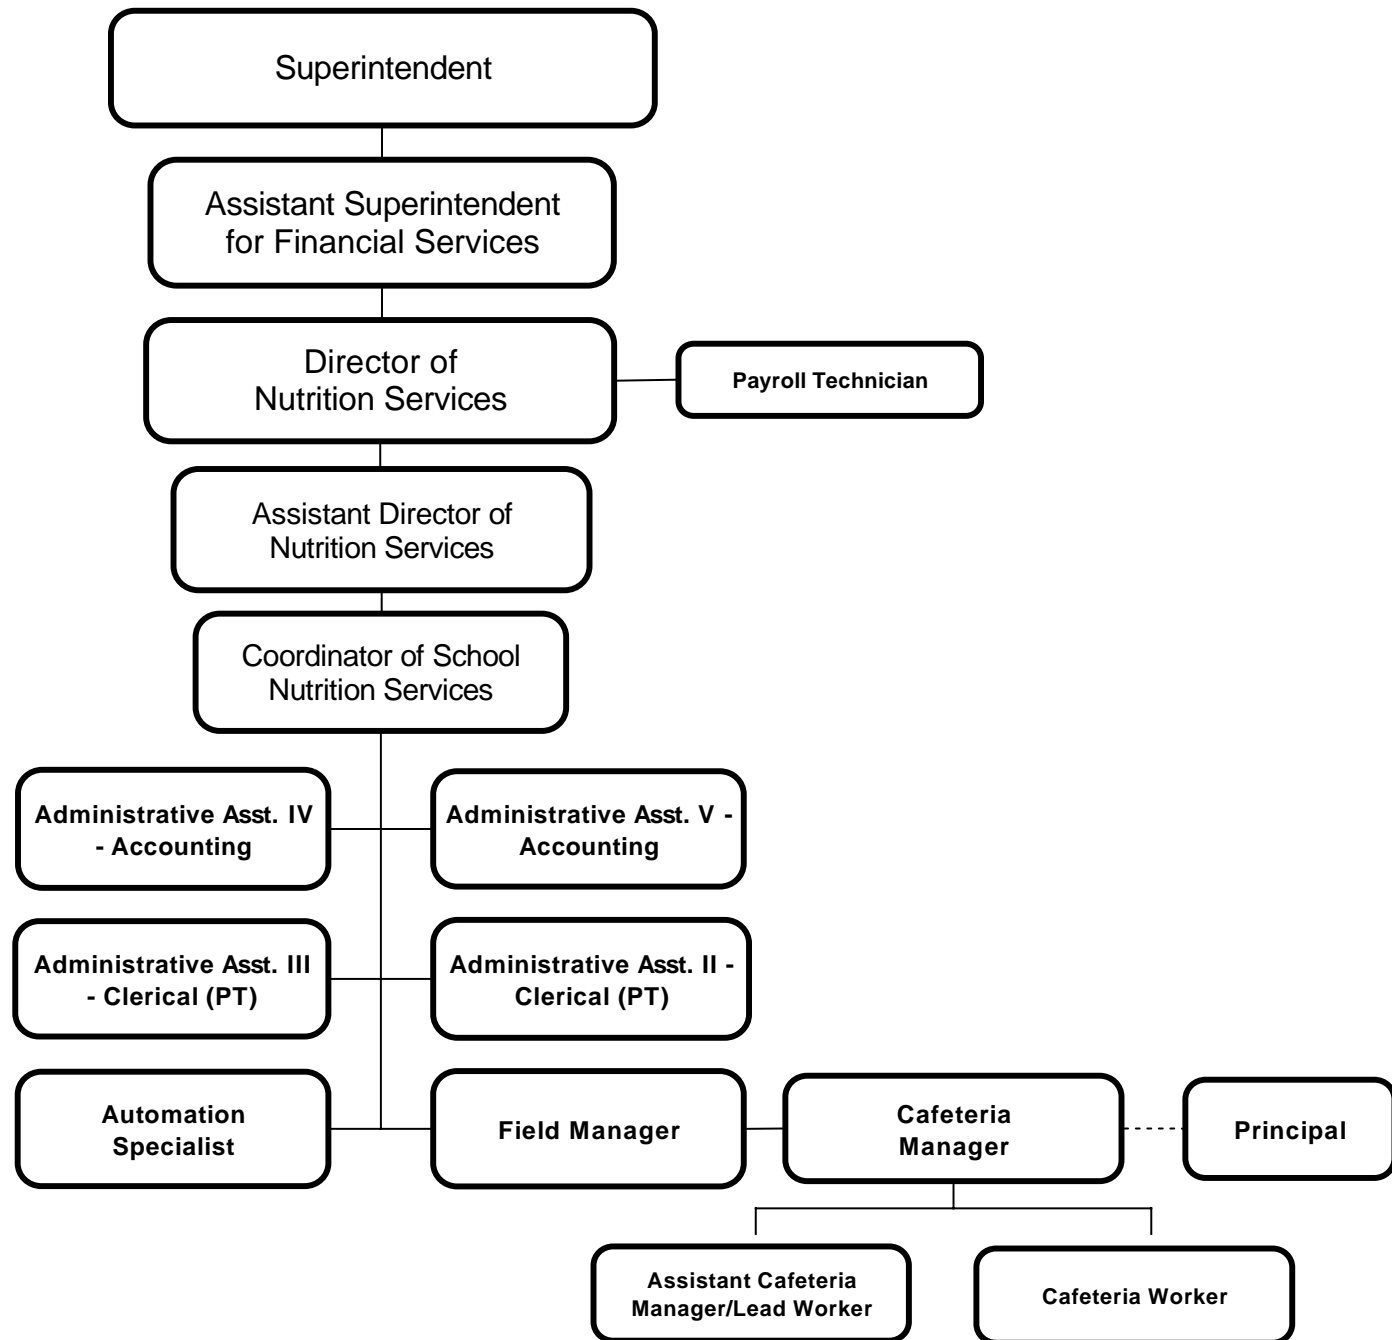 Superintendent
Assistant Superintendent
for Financial Services
Director of
Nutrition Services
Payroll Technician
Assistant Director of
Nutrition Services
Coordinator of School
Nutrition Services
Administrative Asst. IV
- Accounting
Administrative Asst. V -
Accounting
Administrative Asst. III
- Clerical (PT)
Administrative Asst. II -
Clerical (PT)
Automation
Specialist
Field Manager
Cafeteria
Manager
Principal
Assistant Cafeteria
Manager/Lead Worker
Cafeteria Worker